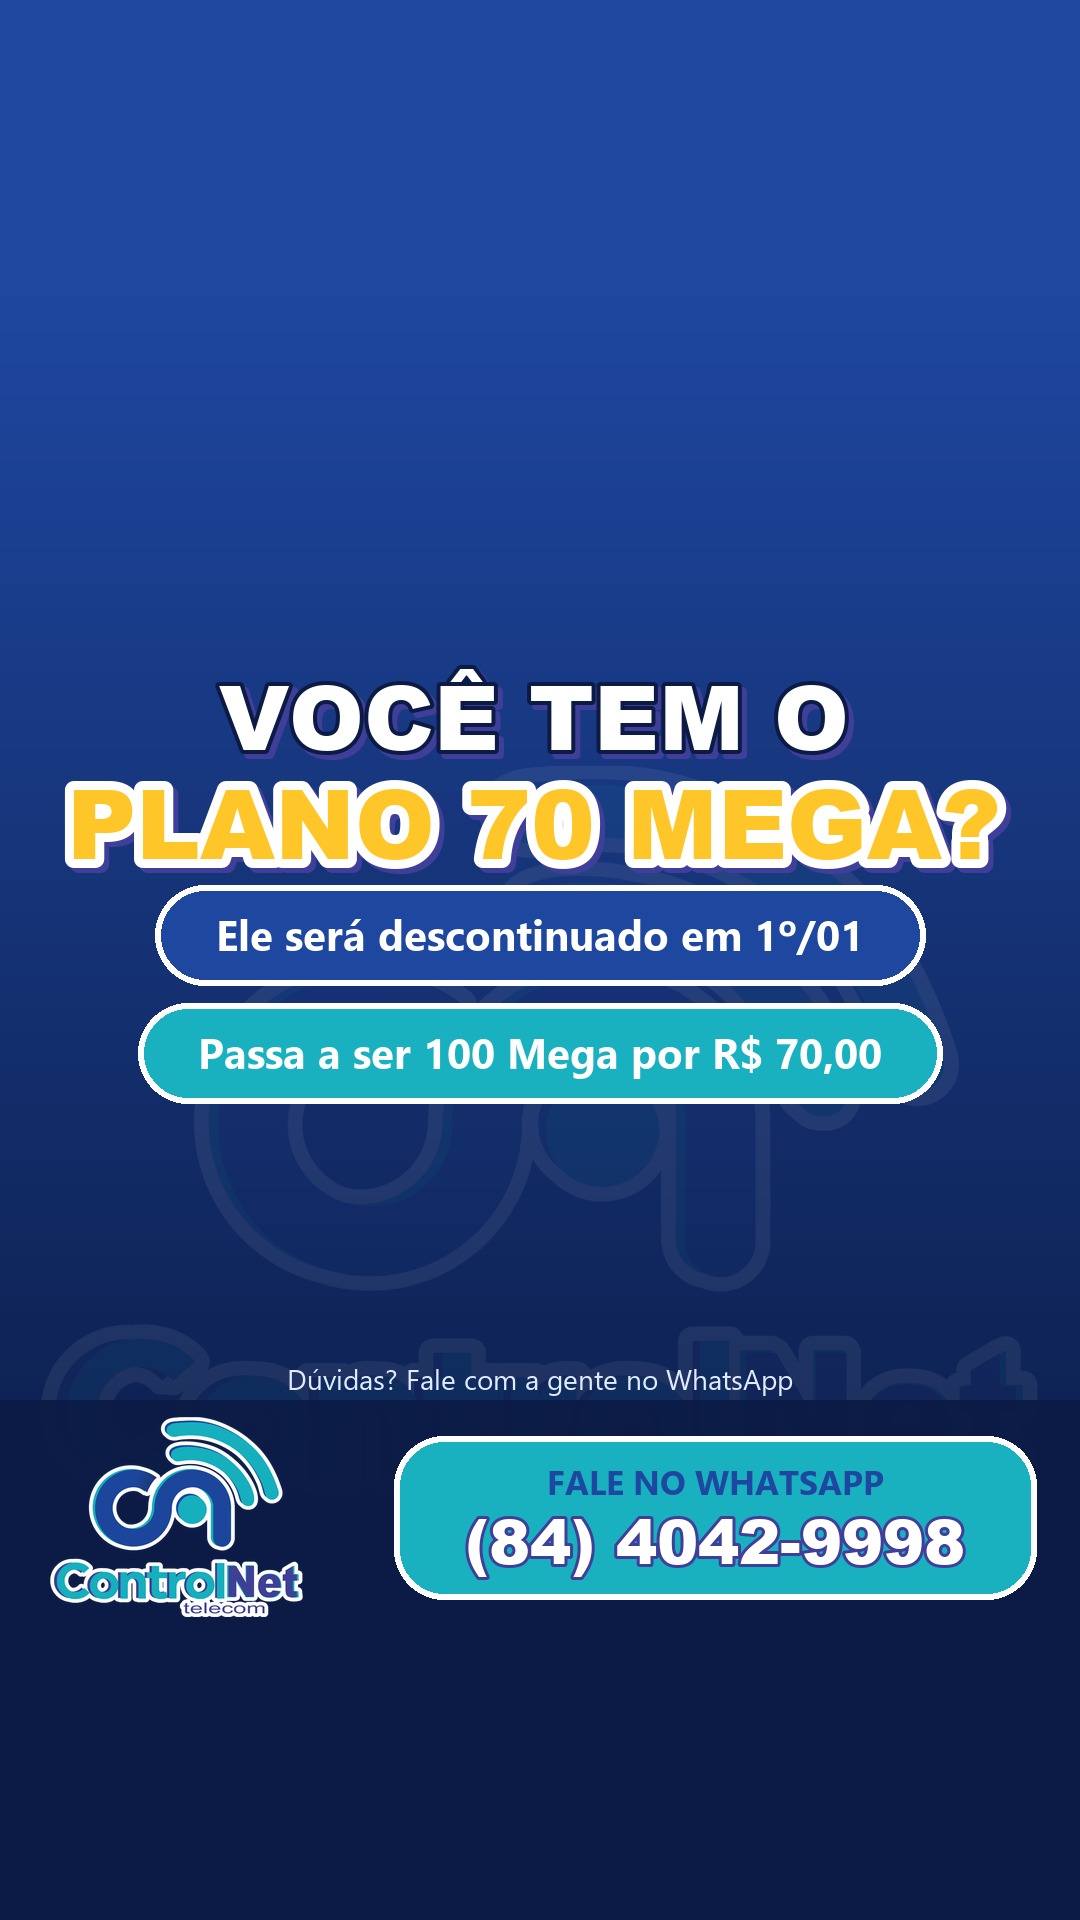 VOCÊ TEM O
PLANO 70 MEGA?
Ele será descontinuado em 1º/01
Passa a ser 100 Mega por R$ 70,00
Dúvidas? Fale com a gente no WhatsApp
FALE NO WHATSAPP
(84) 4042-9998
ControlNet
telecom